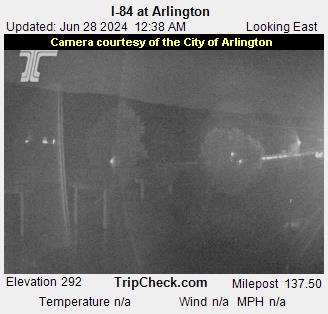 I-84 at Arlington
Updated: Jun 28 2024 12:38 AM Looking East
Camera courtesy of the City of Arlington
Elevation 292 TripCheck.com Milepost 137.50
Temperature n/a Wind n/a MPH n/a